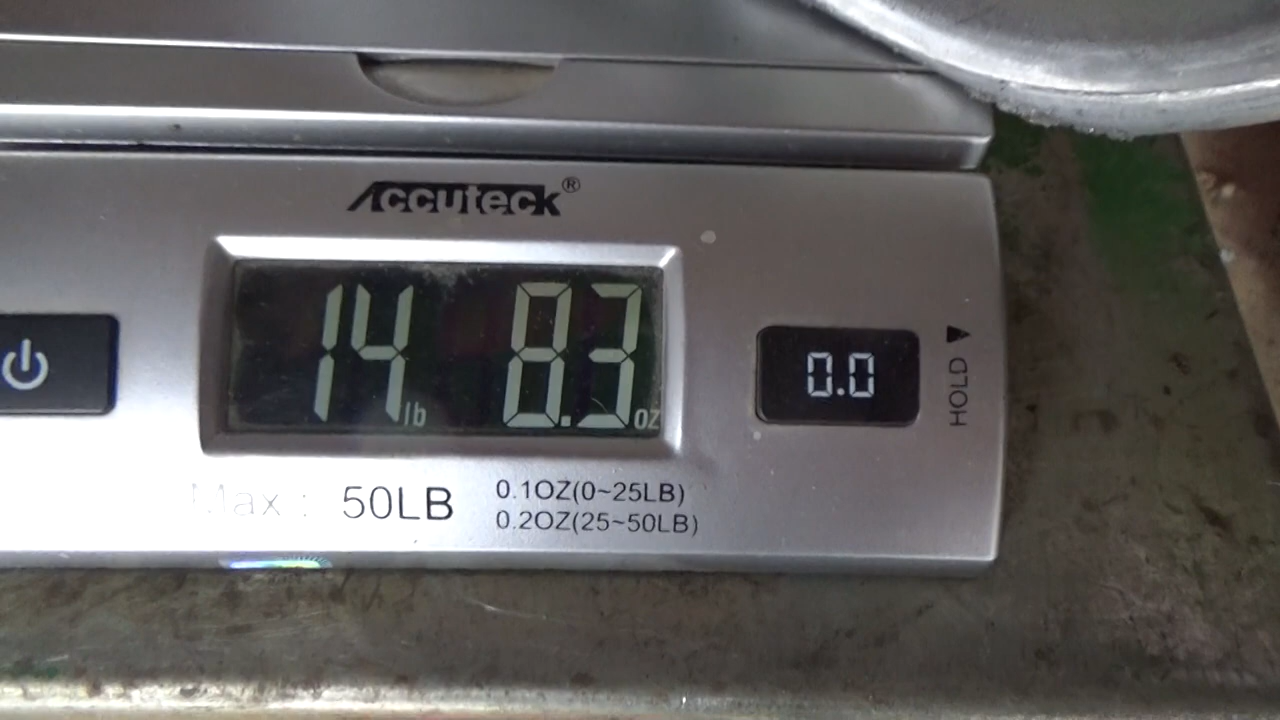 Accuteck®
14 lb 8.3 oz
0.0
HOLD
Max : 50LB
0.1OZ(0~25LB)
0.2OZ(25~50LB)